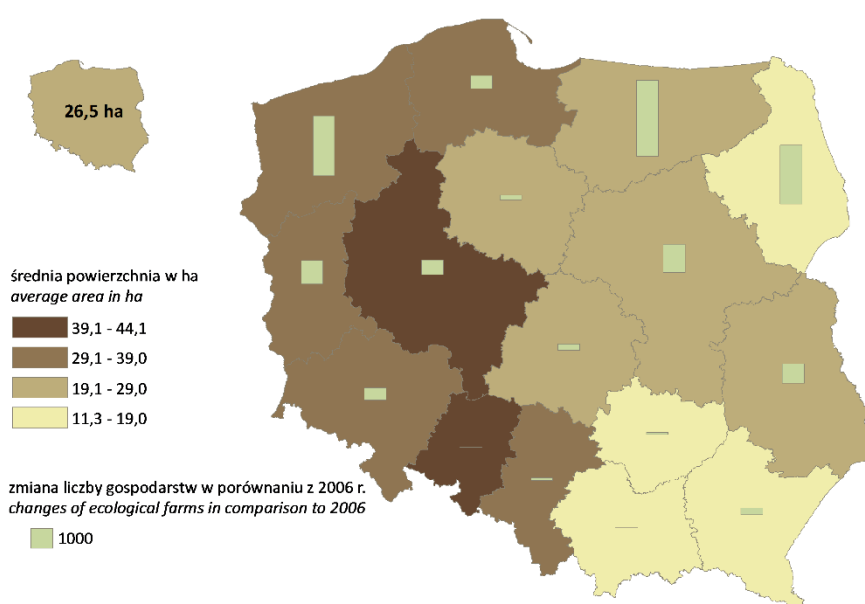 26,5 ha
średnia powierzchnia w ha
average area in ha
39,1 - 44,1
29,1 - 39,0
19,1 - 29,0
11,3 - 19,0
zmiana liczby gospodarstw w porównaniu z 2006 r.
changes of ecological farms in comparison to 2006
1000